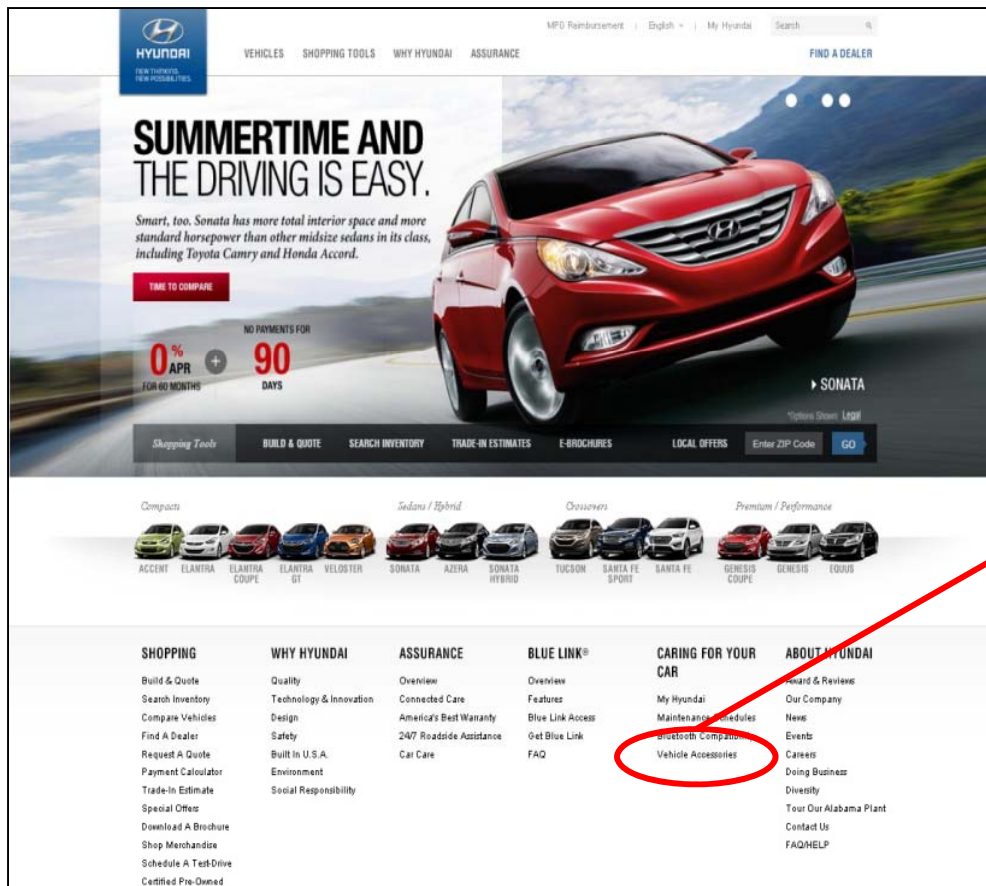 MPG Reimbursement | English | My Hyundai Search
HYUNDAI
NEW THINKING.
NEW POSSIBILITIES.
VEHICLES SHOPPING TOOLS WHY HYUNDAI ASSURANCE FIND A DEALER
SUMMERTIME AND
THE DRIVING IS EASY.
Smart, too. Sonata has more total interior space and more
standard horsepower than other midsize sedans in its class,
including Toyota Camry and Honda Accord.
TIME TO COMPARE
0% APR
FOR 60 MONTHS
+
NO PAYMENTS FOR
90
DAYS
SONATA
*Options Shown Legal
Shopping Tools BUILD & QUOTE SEARCH INVENTORY TRADE-IN ESTIMATES E-BROCHURES LOCAL OFFERS Enter ZIP Code GO
Compacts
ACCENT ELANTRA ELANTRA COUPE ELANTRA GT VELOSTER
Sedans / Hybrid
SONATA AZERA SONATA HYBRID
Crossovers
TUCSON SANTA FE SPORT SANTA FE
Premium / Performance
GENESIS COUPE GENESIS EQUUS
SHOPPING
Build & Quote
Search Inventory
Compare Vehicles
Find A Dealer
Request A Quote
Payment Calculator
Trade-In Estimate
Special Offers
Download A Brochure
Shop Merchandise
Schedule A Test-Drive
Certified Pre-Owned
WHY HYUNDAI
Quality
Technology & Innovation
Design
Safety
Built In U.S.A.
Environment
Social Responsibility
ASSURANCE
Overview
Connected Care
America's Best Warranty
24/7 Roadside Assistance
Car Care
BLUE LINK®
Overview
Features
Blue Link Access
Get Blue Link
FAQ
CARING FOR YOUR
CAR
My Hyundai
Maintenance Schedules
Bluetooth Compatibility
Vehicle Accessories
ABOUT HYUNDAI
Award & Reviews
Our Company
News
Events
Careers
Doing Business
Diversity
Tour Our Alabama Plant
Contact Us
FAQ/HELP